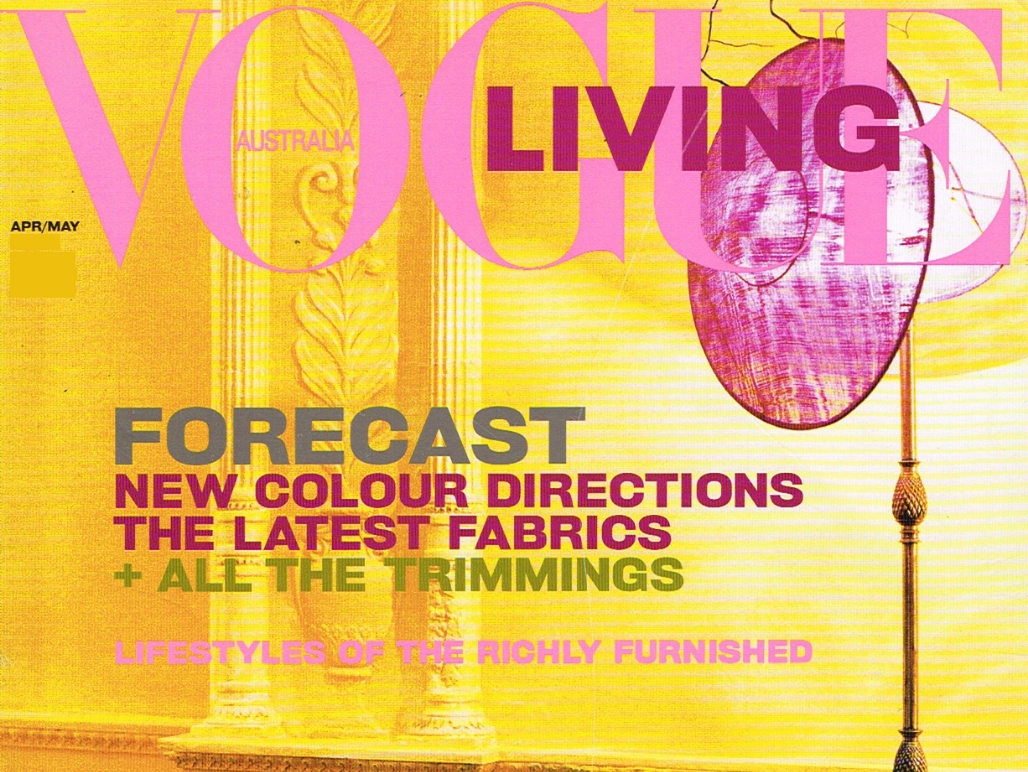 VOGUE
LIVING
AUSTRALIA
APR/MAY
FORECAST
NEW COLOUR DIRECTIONS
THE LATEST FABRICS
+ ALL THE TRIMMINGS
LIFESTYLES OF THE RICHLY FURNISHED